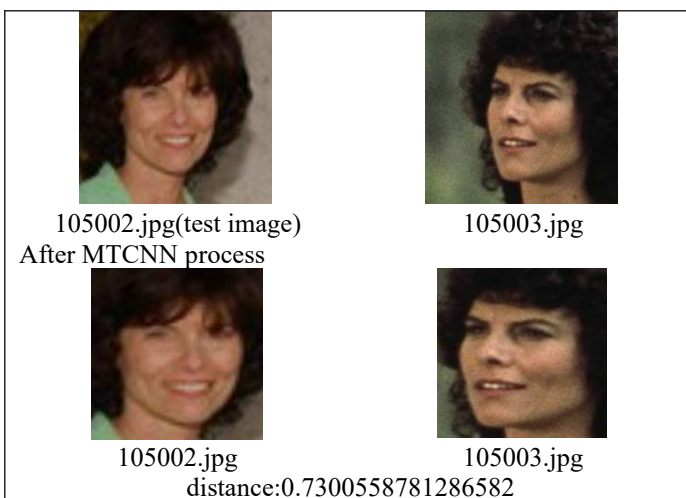 105002.jpg(test image) 105003.jpg
After MTCNN process
105002.jpg 105003.jpg
distance:0.7300558781286582